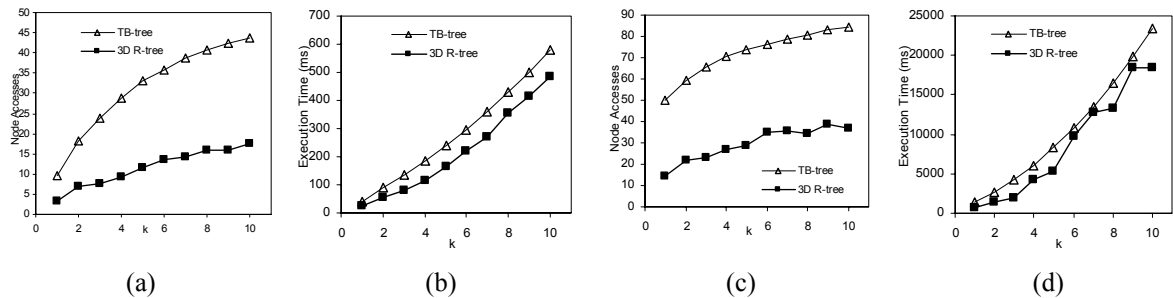 Node Accesses
50
45
40
35
30
25
20
15
10
5
0
0 2 4 6 8 10
k
TB-tree
3D R-tree
(a)
Execution Time (ms)
700
600
500
400
300
200
100
0
0 2 4 6 8 10
k
TB-tree
3D R-tree
(b)
Node Accesses
90
80
70
60
50
40
30
20
10
0
0 2 4 6 8 10
k
TB-tree
3D R-tree
(c)
Execution Time (ms)
25000
20000
15000
10000
5000
0
0 2 4 6 8 10
k
TB-tree
3D R-tree
(d)